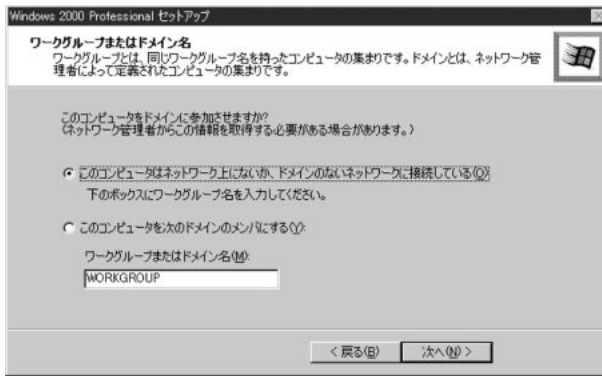 Windows 2000 Professional セットアップ
ワークグループまたはドメイン名
ワークグループとは、同じワークグループ名を持ったコンピュータの集まりです。ドメインとは、ネットワーク管
理者によって定義されたコンピュータの集まりです。
このコンピュータをドメインに参加させますか?
(ネットワーク管理者からこの情報を取得する必要がある場合があります。)
このコンピュータはネットワーク上にないか、ドメインのないネットワークに接続している(O)
下のボックスにワークグループ名を入力してください。
このコンピュータを次のドメインのメンバにする(Y):
ワークグループまたはドメイン名(M):
WORKGROUP
< 戻る(B) 次へ(N) >